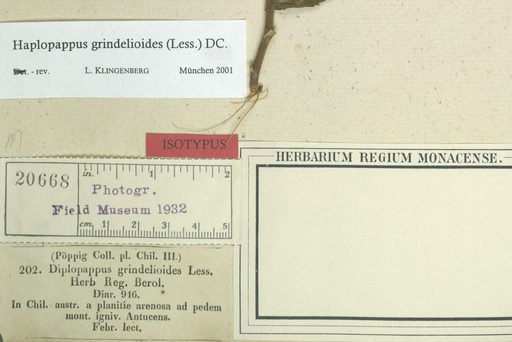 Haplopappus grindelioides (Less.) DC.
- rev. L. KLINGENBERG München 2001
ISOTYPUS
HERBARIUM REGIUM MONACENSE.
20668
in. 1 2
Photogr.
Field Museum 1932
cm 1 2 3 4 5
(Pöppig Coll. pl. Chil. III.)
202. Diplopappus grindelioides Less.
Herb Reg. Berol.
Diar. 916.
In Chil. austr. a planitie arenosa ad pedem
mont. igniv. Antucens.
Febr. lect.